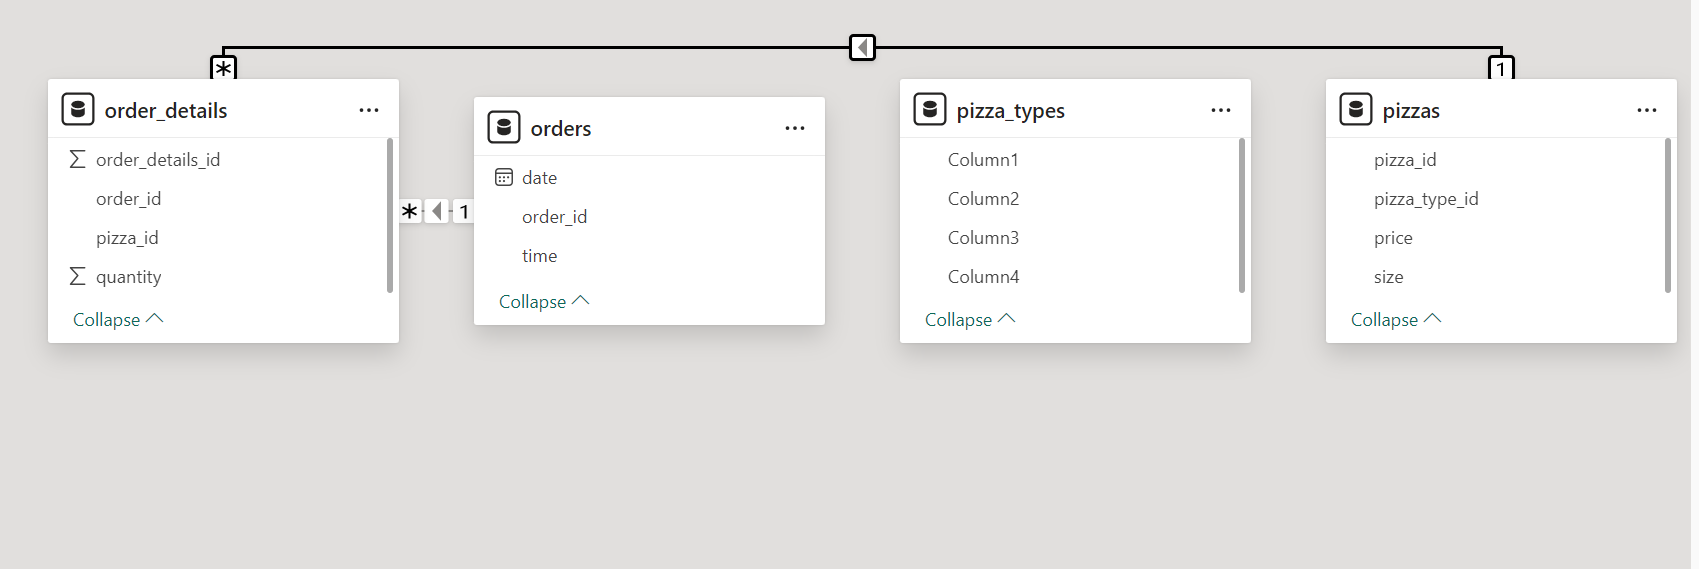 *
1
order_details
order_details_id
order_id
pizza_id
quantity
Collapse
* 1
orders
date
order_id
time
Collapse
pizza_types
Column1
Column2
Column3
Column4
Collapse
pizzas
pizza_id
pizza_type_id
price
size
Collapse